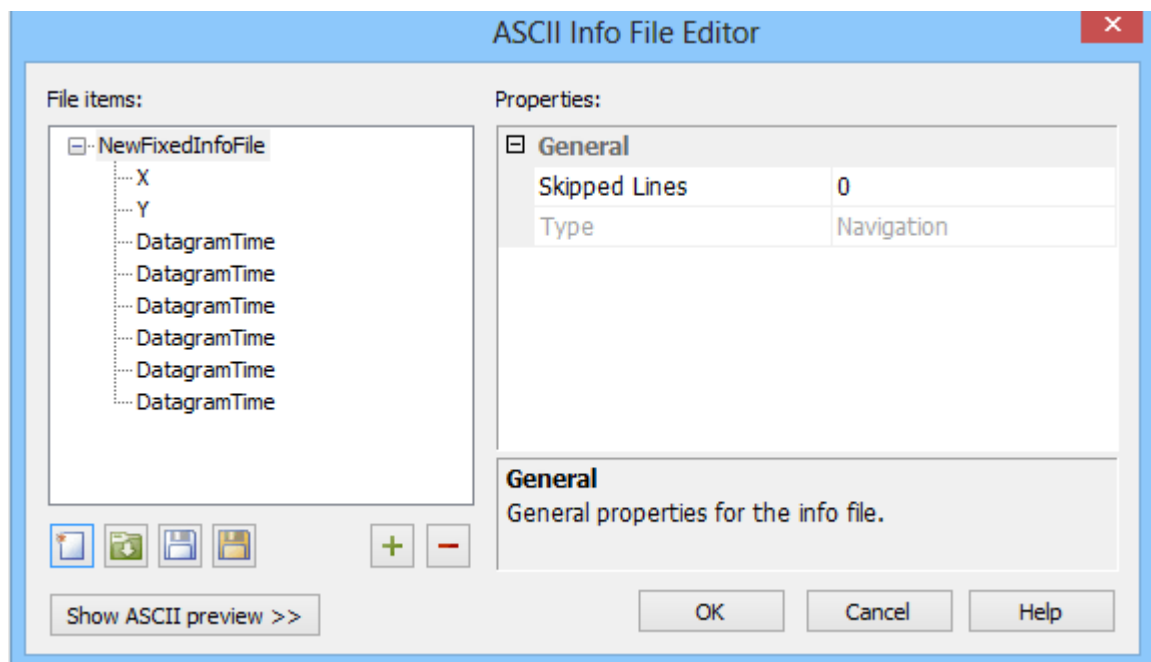 ASCII Info File Editor
File items:
NewFixedInfoFile
X
Y
DatagramTime
DatagramTime
DatagramTime
DatagramTime
DatagramTime
DatagramTime
Show ASCII preview >>
Properties:
General
Skipped Lines 0
Type Navigation
General
General properties for the info file.
OK Cancel Help